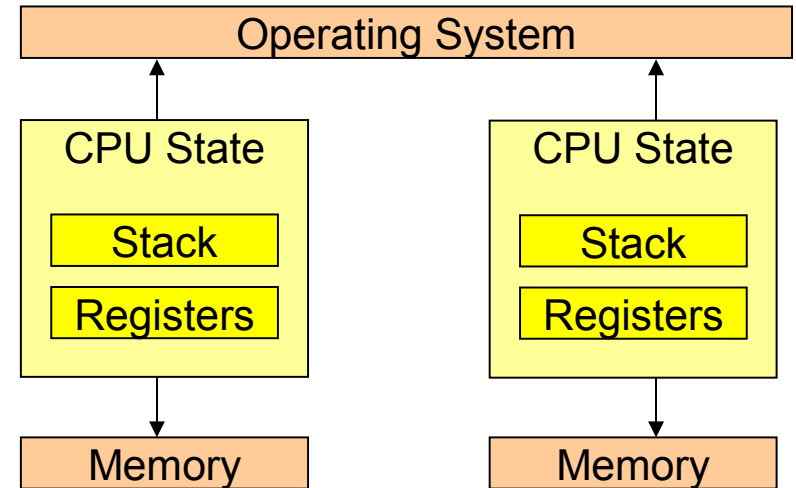 Operating System
CPU State
Stack
Registers
Memory
CPU State
Stack
Registers
Memory